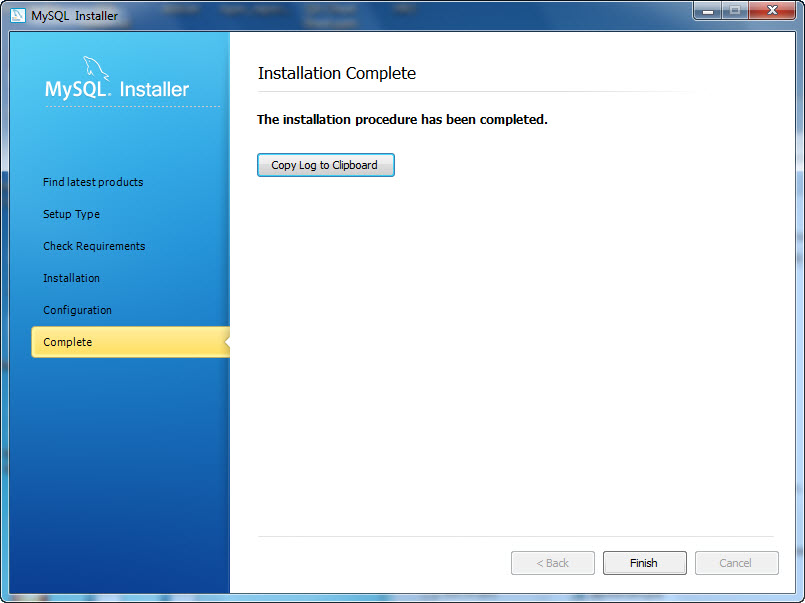 MySQL Installer
MySQL. Installer
Installation Complete
The installation procedure has been completed.
Copy Log to Clipboard
Find latest products
Setup Type
Check Requirements
Installation
Configuration
Complete
< Back
Finish
Cancel